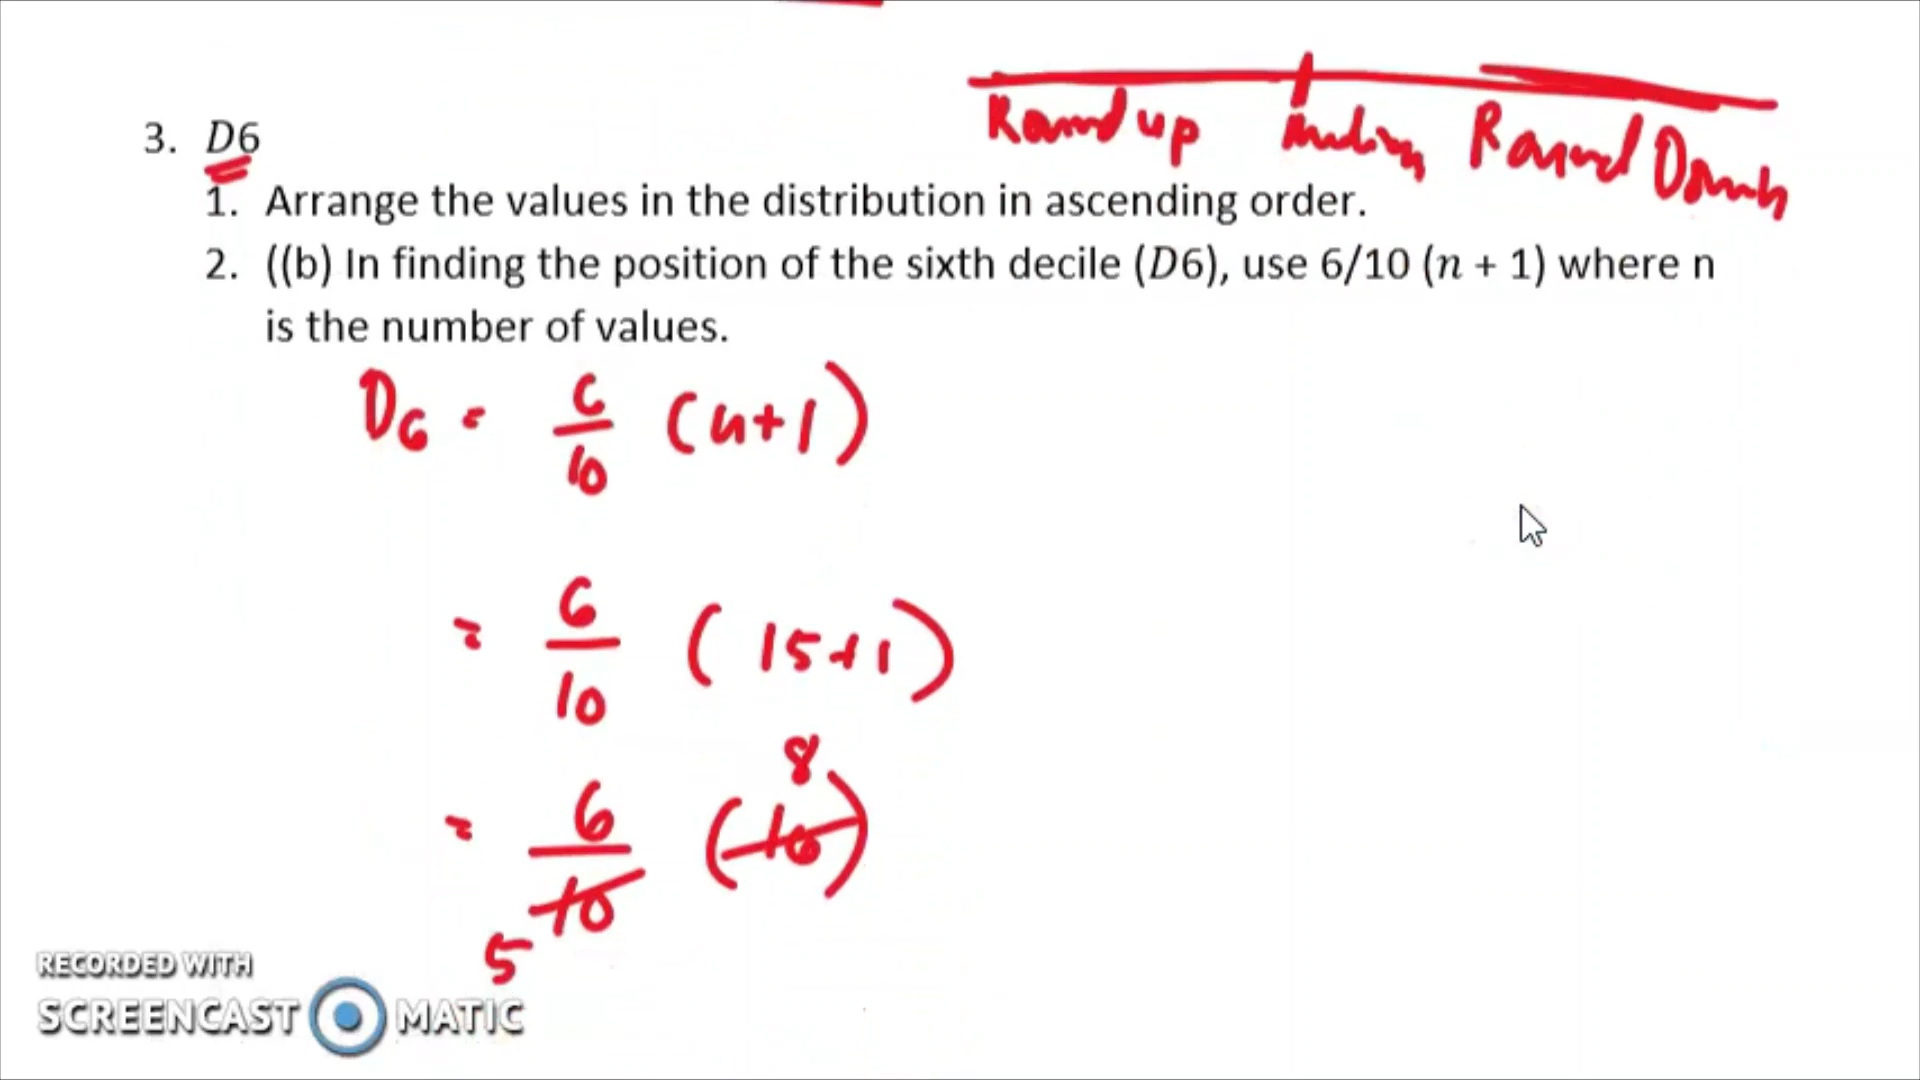 Round up Median Round Down
3. D6
1. Arrange the values in the distribution in ascending order.
2. ((b) In finding the position of the sixth decile (D6), use 6/10 (n + 1) where n
is the number of values.
D6 = 6/10 (n+1)
= 6/10 (15+1)
8
= 6/10 (16)
5
RECORDED WITH
SCREENCAST MATIC